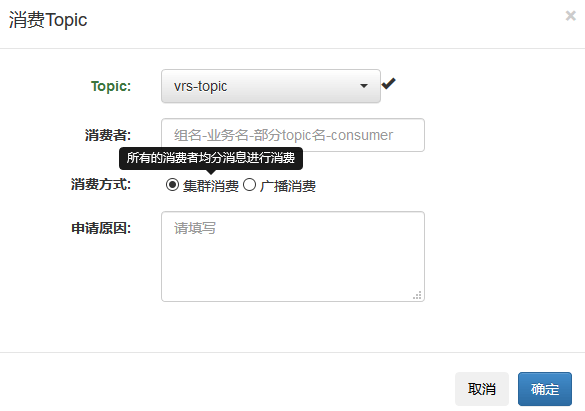 消费Topic
×
Topic: vrs-topic
消费者: 组名-业务名-部分topic名-consumer
所有的消费者均分消息进行消费
消费方式: 集群消费 广播消费
申请原因: 请填写
取消 确定